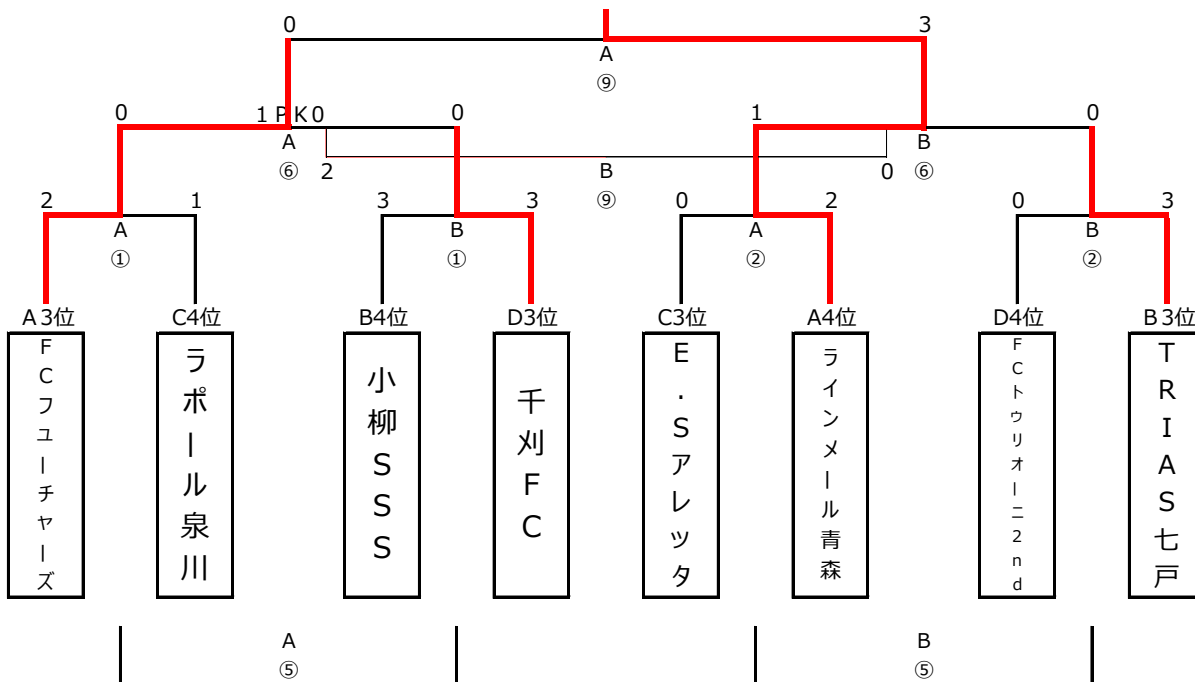 0 3
A
⑨
0 1PK0 0 1 0
A B
⑥ 2 B 0 ⑥
⑨
2 1 3 3 0 2 0 3
A B A B
① ① ② ②
A3位 C4位 B4位 D3位 C3位 A4位 D4位 B3位
FCフューチャーズ
ラポール泉川
小柳SSS
千刈FC
E.Sアレッタ
ラインメール青森
FCトゥリオーニ2nd
TRIAS七戸
A B
⑤ ⑤